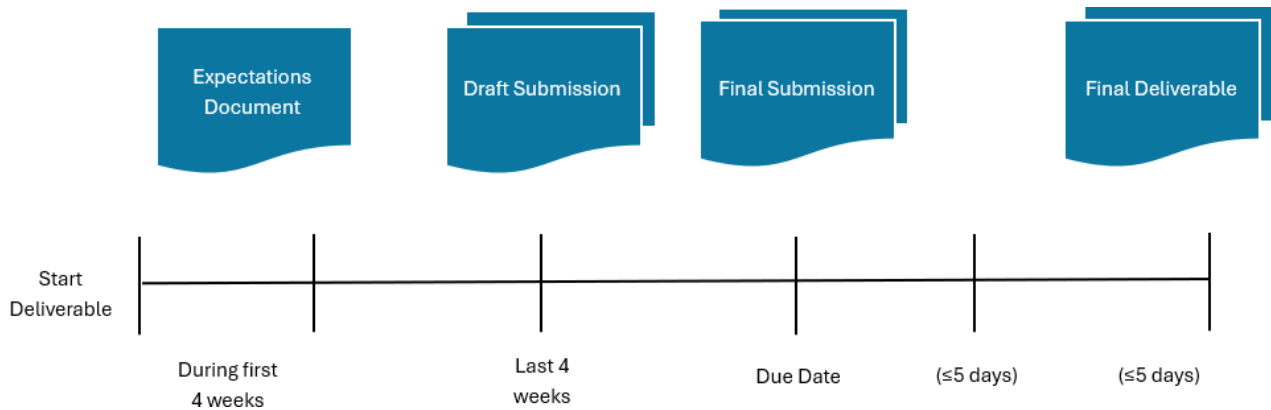 Expectations
Document
Draft Submission
Final Submission
Final Deliverable
Start
Deliverable
During first
4 weeks
Last 4
weeks
Due Date
(≤5 days)
(≤5 days)